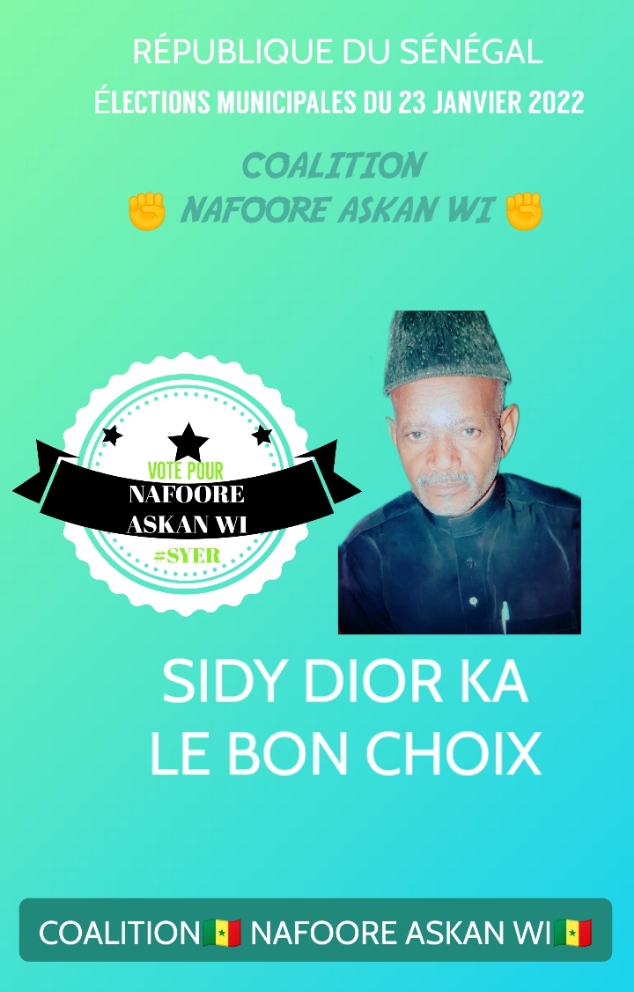 RÉPUBLIQUE DU SÉNÉGAL
ÉLECTIONS MUNICIPALES DU 23 JANVIER 2022
COALITION
✊ NAFOORE ASKAN WI ✊
VOTE POUR
NAFOORE
ASKAN WI
#SYER
SIDY DIOR KA
LE BON CHOIX
COALITION🇸🇳 NAFOORE ASKAN WI🇸🇳